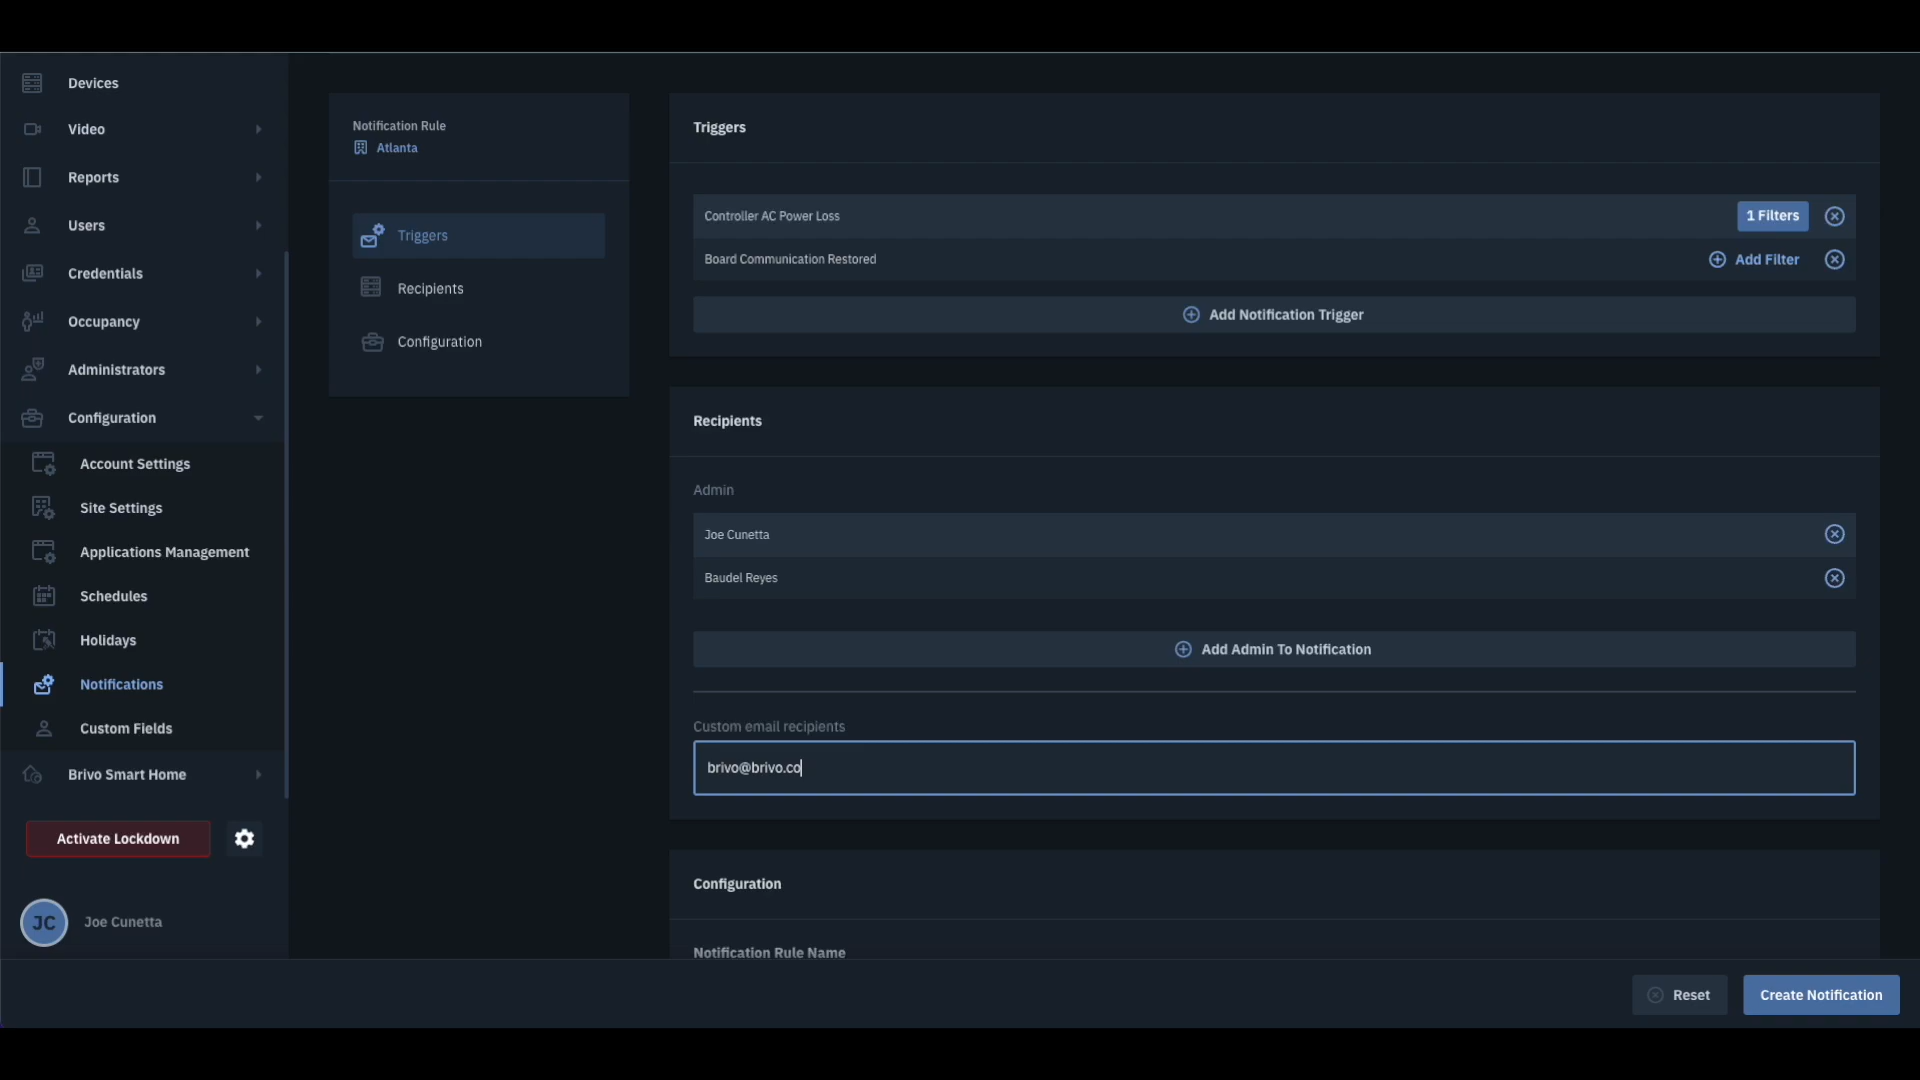 Devices
Video
Reports
Users
Credentials
Occupancy
Administrators
Configuration
Account Settings
Site Settings
Applications Management
Schedules
Holidays
Notifications
Custom Fields
Brivo Smart Home
Activate Lockdown
JC Joe Cunetta
Notification Rule
Atlanta
Triggers
Recipients
Configuration
Triggers
Controller AC Power Loss 1 Filters
Board Communication Restored Add Filter
Add Notification Trigger
Recipients
Admin
Joe Cunetta
Baudel Reyes
Add Admin To Notification
Custom email recipients
brivo@brivo.co
Configuration
Notification Rule Name
Reset Create Notification